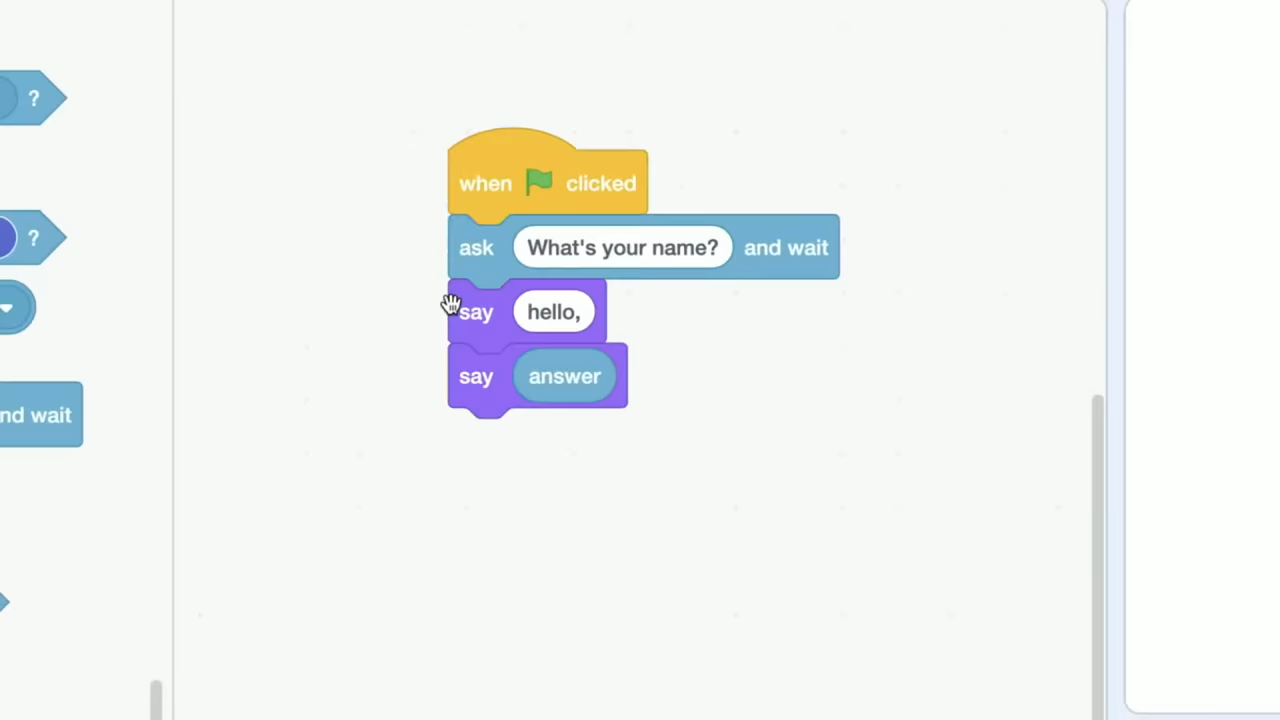 ?
when clicked
ask What's your name? and wait
?
say hello,
say answer
nd wait